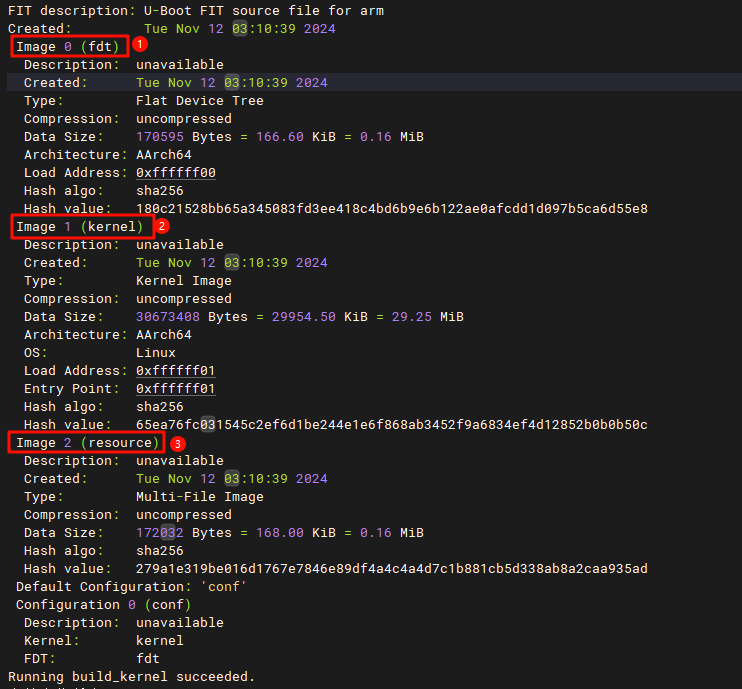 FIT description: U-Boot FIT source file for arm
Created:         Tue Nov 12 03:10:39 2024
 Image 0 (fdt) 1
  Description:  unavailable
  Created:      Tue Nov 12 03:10:39 2024
  Type:         Flat Device Tree
  Compression:  uncompressed
  Data Size:    170595 Bytes = 166.60 KiB = 0.16 MiB
  Architecture: AArch64
  Load Address: 0xffffff00
  Hash algo:    sha256
  Hash value:   180c21528bb65a345083fd3ee418c4bd6b9e6b122ae0afcdd1d097b5ca6d55e8
 Image 1 (kernel) 2
  Description:  unavailable
  Created:      Tue Nov 12 03:10:39 2024
  Type:         Kernel Image
  Compression:  uncompressed
  Data Size:    30673408 Bytes = 29954.50 KiB = 29.25 MiB
  Architecture: AArch64
  OS:           Linux
  Load Address: 0xffffff01
  Entry Point:  0xffffff01
  Hash algo:    sha256
  Hash value:   65ea76fc031545c2ef6d1be244e1e6f868ab3452f9a6834ef4d12852b0b0b50c
 Image 2 (resource) 3
  Description:  unavailable
  Created:      Tue Nov 12 03:10:39 2024
  Type:         Multi-File Image
  Compression:  uncompressed
  Data Size:    172032 Bytes = 168.00 KiB = 0.16 MiB
  Hash algo:    sha256
  Hash value:   279a1e319be016d1767e7846e89df4a4c4a4d7c1b881cb5d338ab8a2caa935ad
 Default Configuration: 'conf'
 Configuration 0 (conf)
  Description:  unavailable
  Kernel:       kernel
  FDT:          fdt
Running build_kernel succeeded.